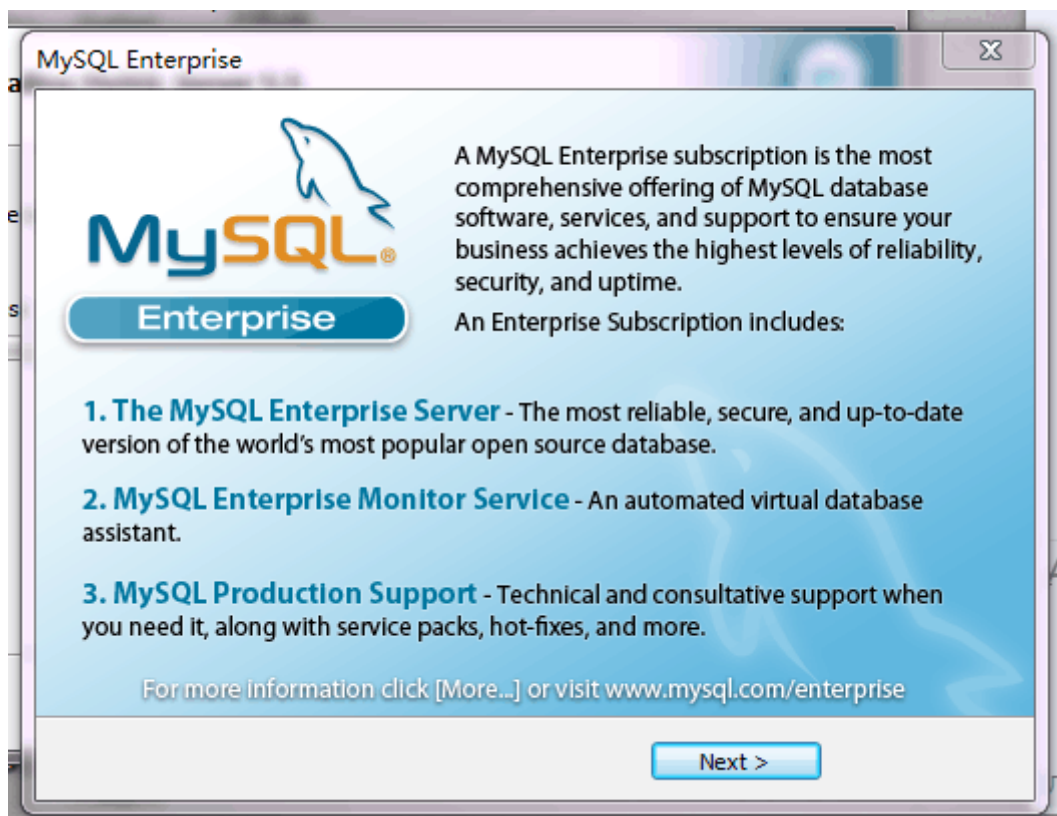 MySQL Enterprise
MySQL®
Enterprise
A MySQL Enterprise subscription is the most
comprehensive offering of MySQL database
software, services, and support to ensure your
business achieves the highest levels of reliability,
security, and uptime.
An Enterprise Subscription includes:
1. The MySQL Enterprise Server - The most reliable, secure, and up-to-date
version of the world's most popular open source database.
2. MySQL Enterprise Monitor Service - An automated virtual database
assistant.
3. MySQL Production Support - Technical and consultative support when
you need it, along with service packs, hot-fixes, and more.
For more information click [More...] or visit www.mysql.com/enterprise
Next >